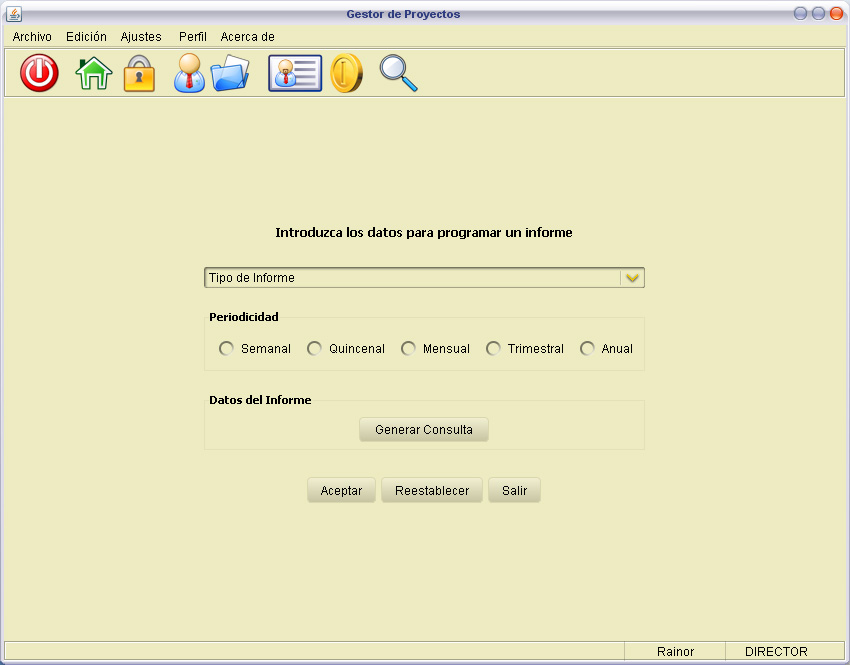 Gestor de Proyectos
Archivo Edición Ajustes Perfil Acerca de
Introduzca los datos para programar un informe
Tipo de Informe
Periodicidad
Semanal Quincenal Mensual Trimestral Anual
Datos del Informe
Generar Consulta
Aceptar Reestablecer Salir
Rainor DIRECTOR